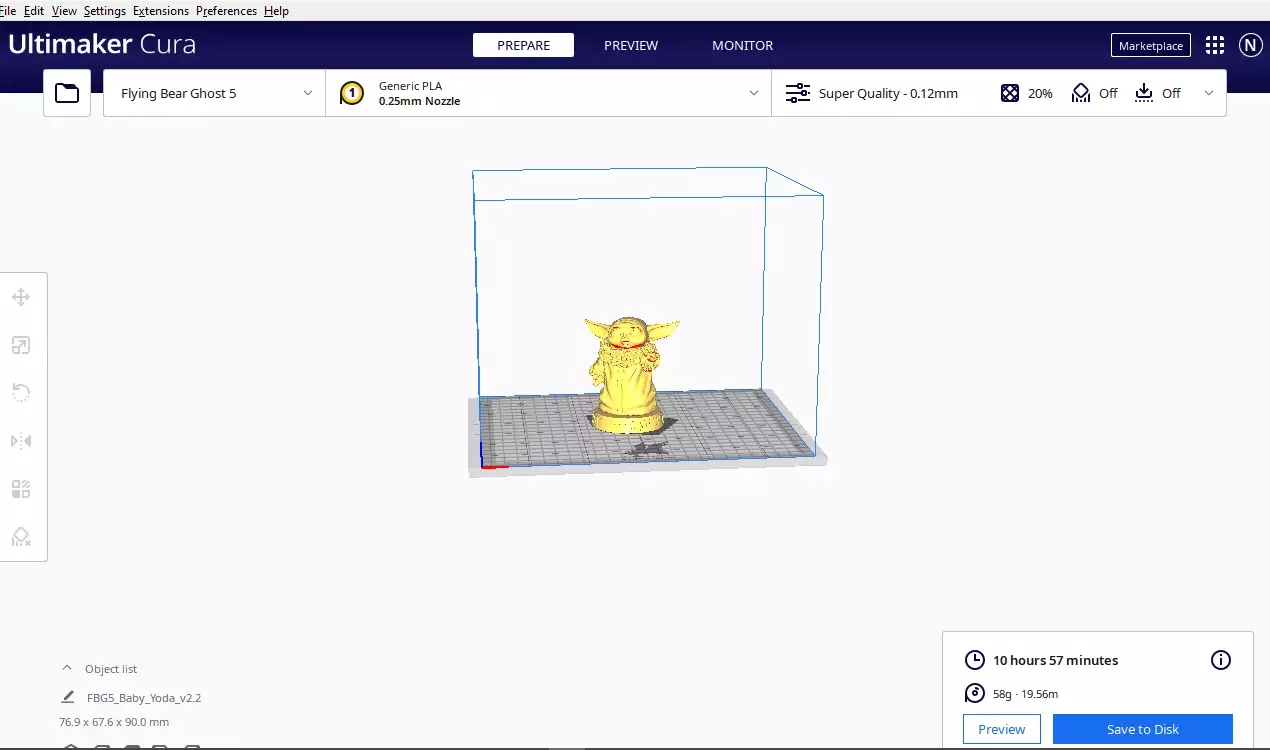 File Edit View Settings Extensions Preferences Help
Ultimaker Cura PREPARE PREVIEW MONITOR Marketplace N
Flying Bear Ghost 5 1 Generic PLA Super Quality - 0.12mm 20% Off Off
0.25mm Nozzle
Object list
FBG5_Baby_Yoda_v2.2
76.9 x 67.6 x 90.0 mm
10 hours 57 minutes
58g · 19.56m
Preview Save to Disk